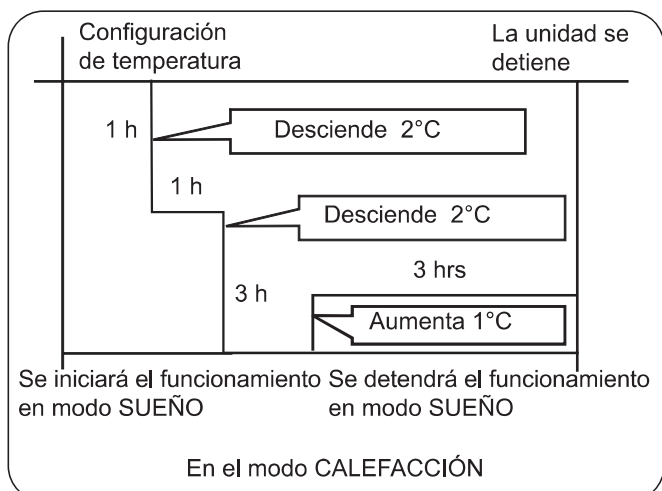 Configuración
de temperatura
La unidad se
detiene
1 h
Desciende 2°C
1 h
Desciende 2°C
3 hrs
3 h
Aumenta 1°C
Se iniciará el funcionamiento
en modo SUEÑO
Se detendrá el funcionamiento
en modo SUEÑO
En el modo CALEFACCIÓN